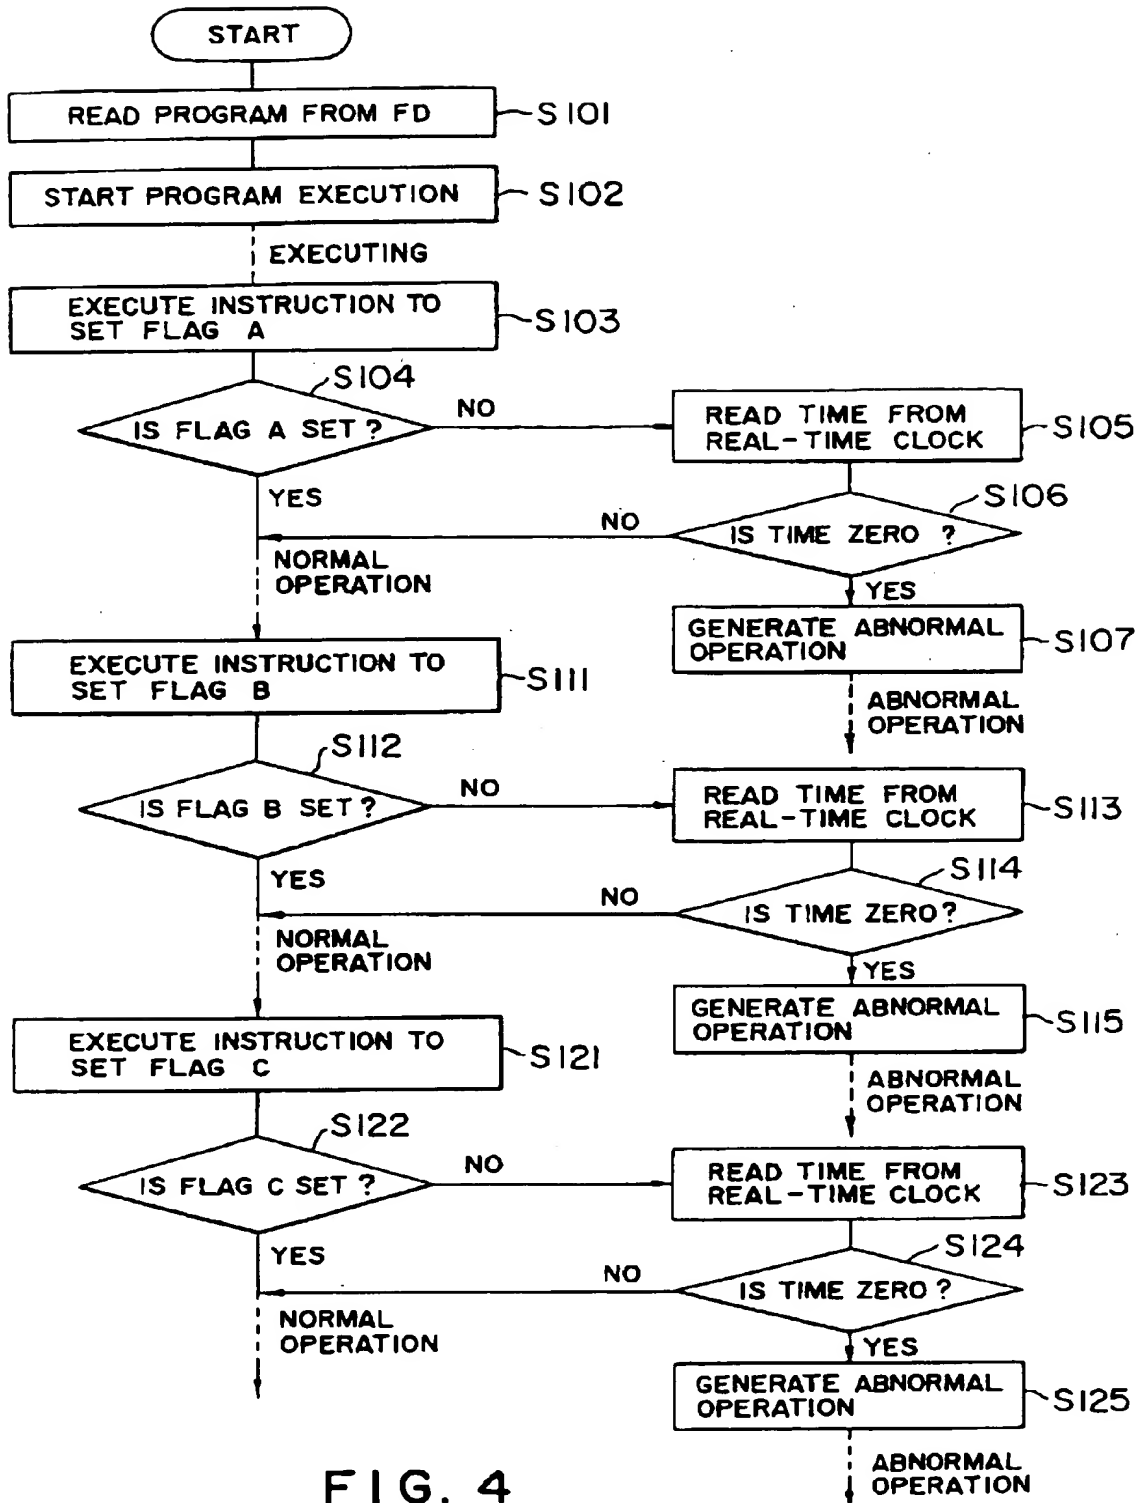 START
READ PROGRAM FROM FD
S101
START PROGRAM EXECUTION
S102
EXECUTING
EXECUTE INSTRUCTION TO
SET FLAG A
S103
S104
IS FLAG A SET ?
NO
READ TIME FROM
REAL-TIME CLOCK
S105
YES
S106
IS TIME ZERO ?
NO
NORMAL
OPERATION
YES
GENERATE ABNORMAL
OPERATION
S107
ABNORMAL
OPERATION
EXECUTE INSTRUCTION TO
SET FLAG B
S111
S112
IS FLAG B SET ?
NO
READ TIME FROM
REAL-TIME CLOCK
S113
YES
S114
IS TIME ZERO?
NO
NORMAL
OPERATION
YES
GENERATE ABNORMAL
OPERATION
S115
ABNORMAL
OPERATION
EXECUTE INSTRUCTION TO
SET FLAG C
S121
S122
IS FLAG C SET ?
NO
READ TIME FROM
REAL-TIME CLOCK
S123
YES
S124
IS TIME ZERO?
NO
NORMAL
OPERATION
YES
GENERATE ABNORMAL
OPERATION
S125
ABNORMAL
OPERATION
FIG. 4